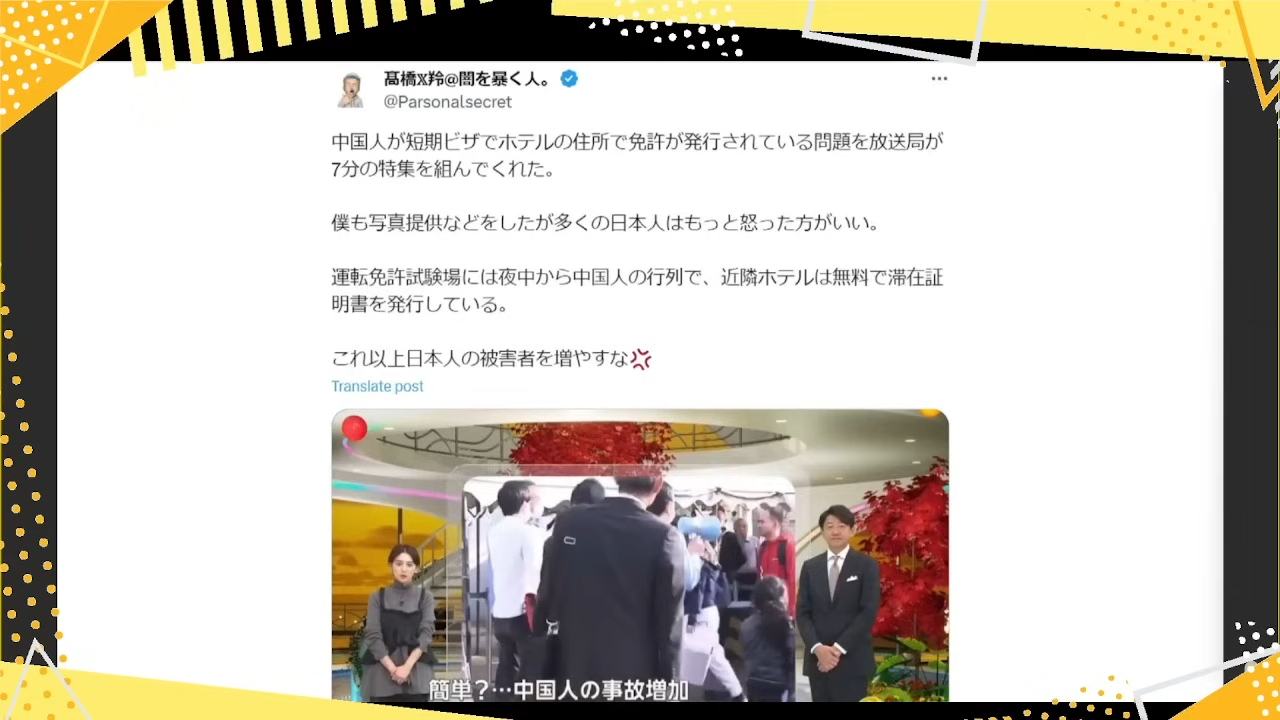 髙橋𝕏羚@闇を暴く人。
@Parsonalsecret
中国人が短期ビザでホテルの住所で免許が発行されている問題を放送局が
7分の特集を組んでくれた。
僕も写真提供などをしたが多くの日本人はもっと怒った方がいい。
運転免許試験場には夜中から中国人の行列で、近隣ホテルは無料で滞在証
明書を発行している。
これ以上日本人の被害者を増やすな💢
Translate post
簡単?…中国人の事故増加